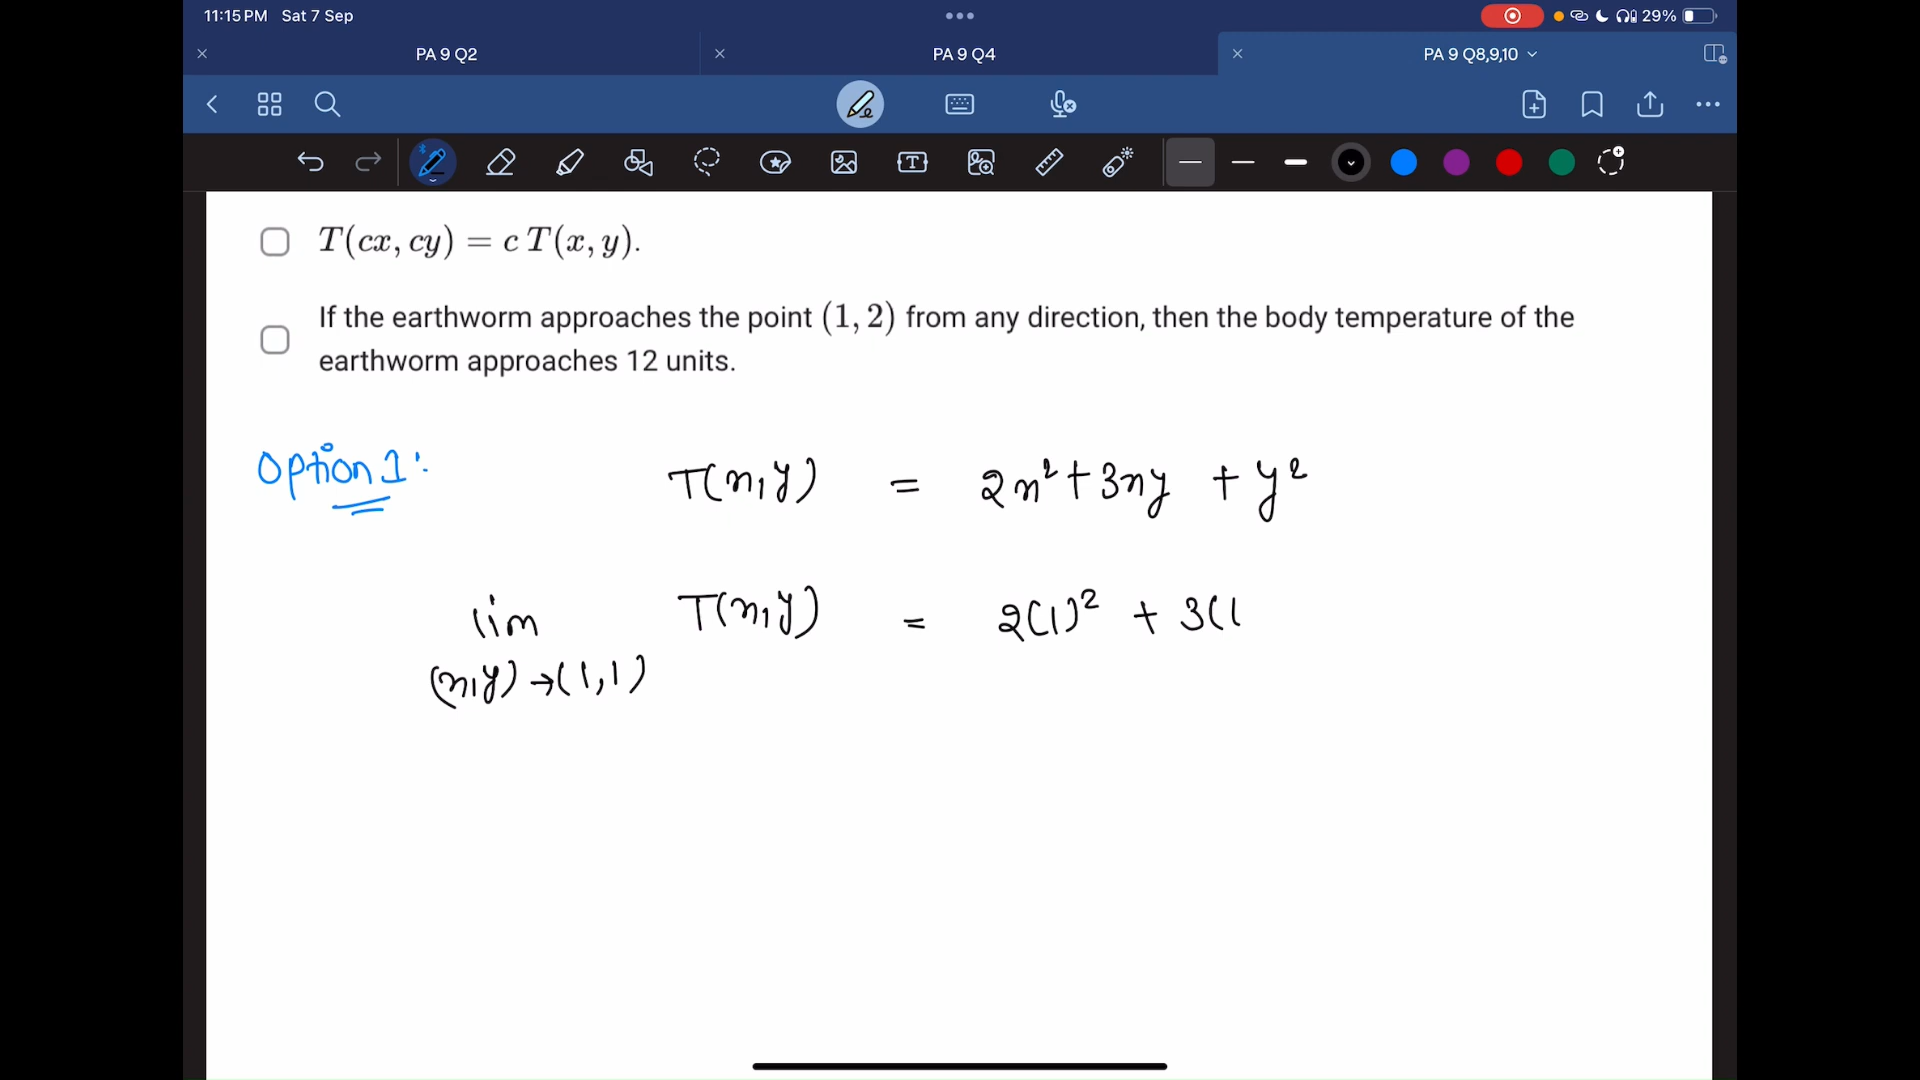 11:15 PM Sat 7 Sep
29%
PA 9 Q2
PA 9 Q4
PA 9 Q8,9,10
T(cx, cy) = c T(x, y).
If the earthworm approaches the point (1, 2) from any direction, then the body temperature of the
earthworm approaches 12 units.
Option 1:
T(x,y) = 2x²+3xy + y²
lim T(x,y) = 2(1)² + 3(1
(x,y)→(1,1)